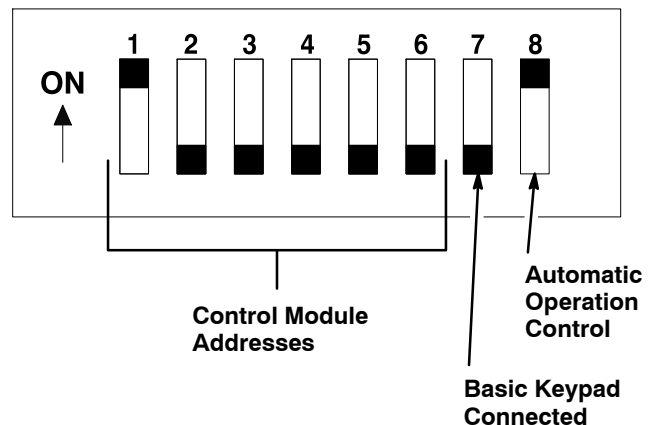 1 2 3 4 5 6 7 8
ON
Control Module
Addresses
Automatic
Operation
Control
Basic Keypad
Connected